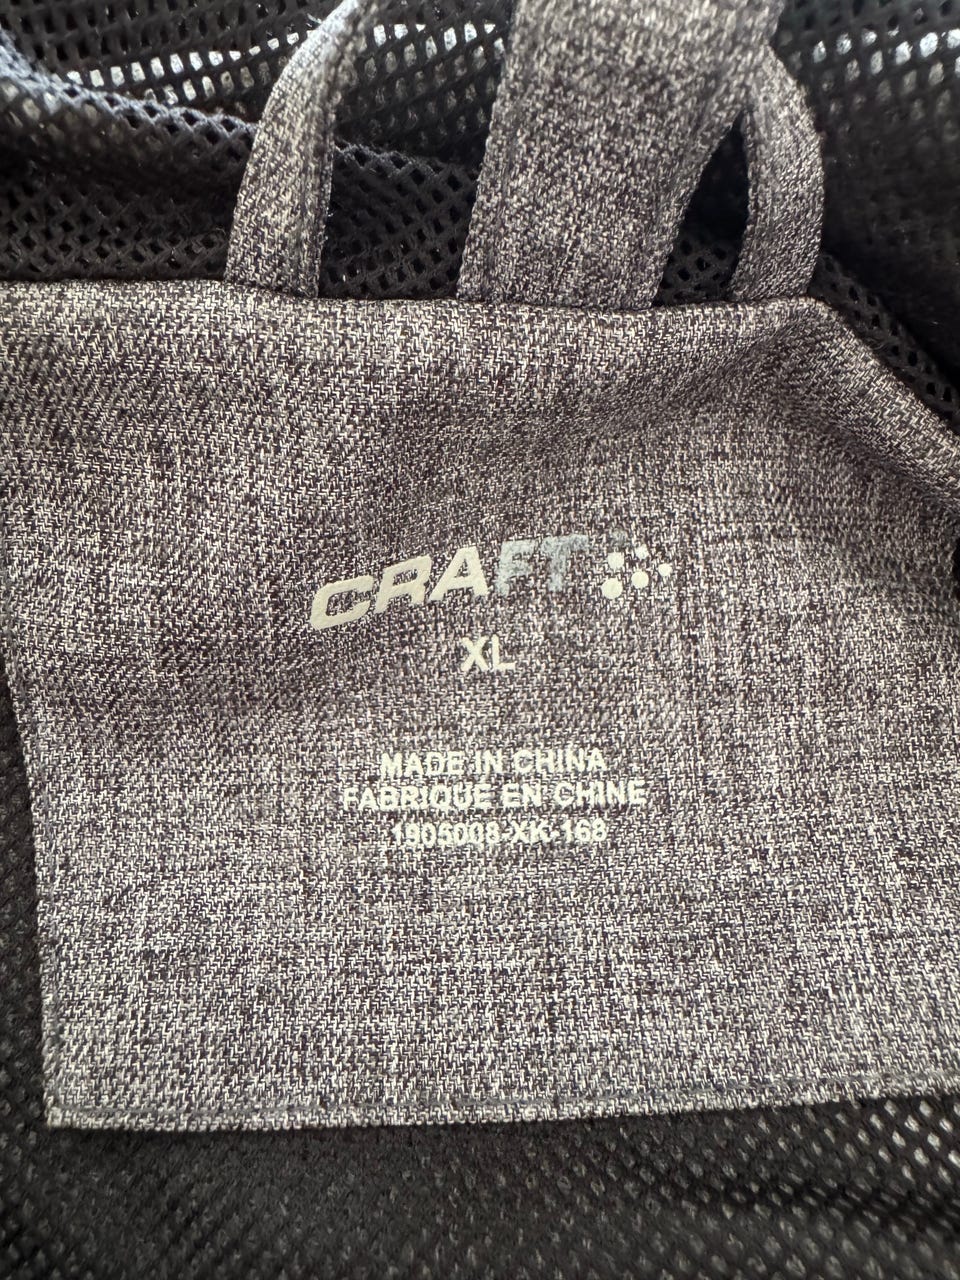 CRAFT
XL
MADE IN CHINA
FABRIQUE EN CHINE
1905008-XK-168